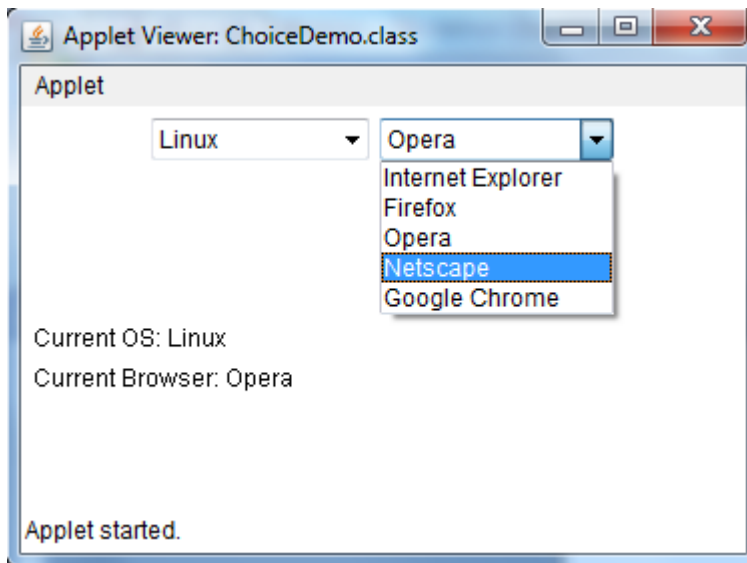 Applet Viewer: ChoiceDemo.class
Applet
Linux Opera
Internet Explorer
Firefox
Opera
Netscape
Google Chrome
Current OS: Linux
Current Browser: Opera
Applet started.